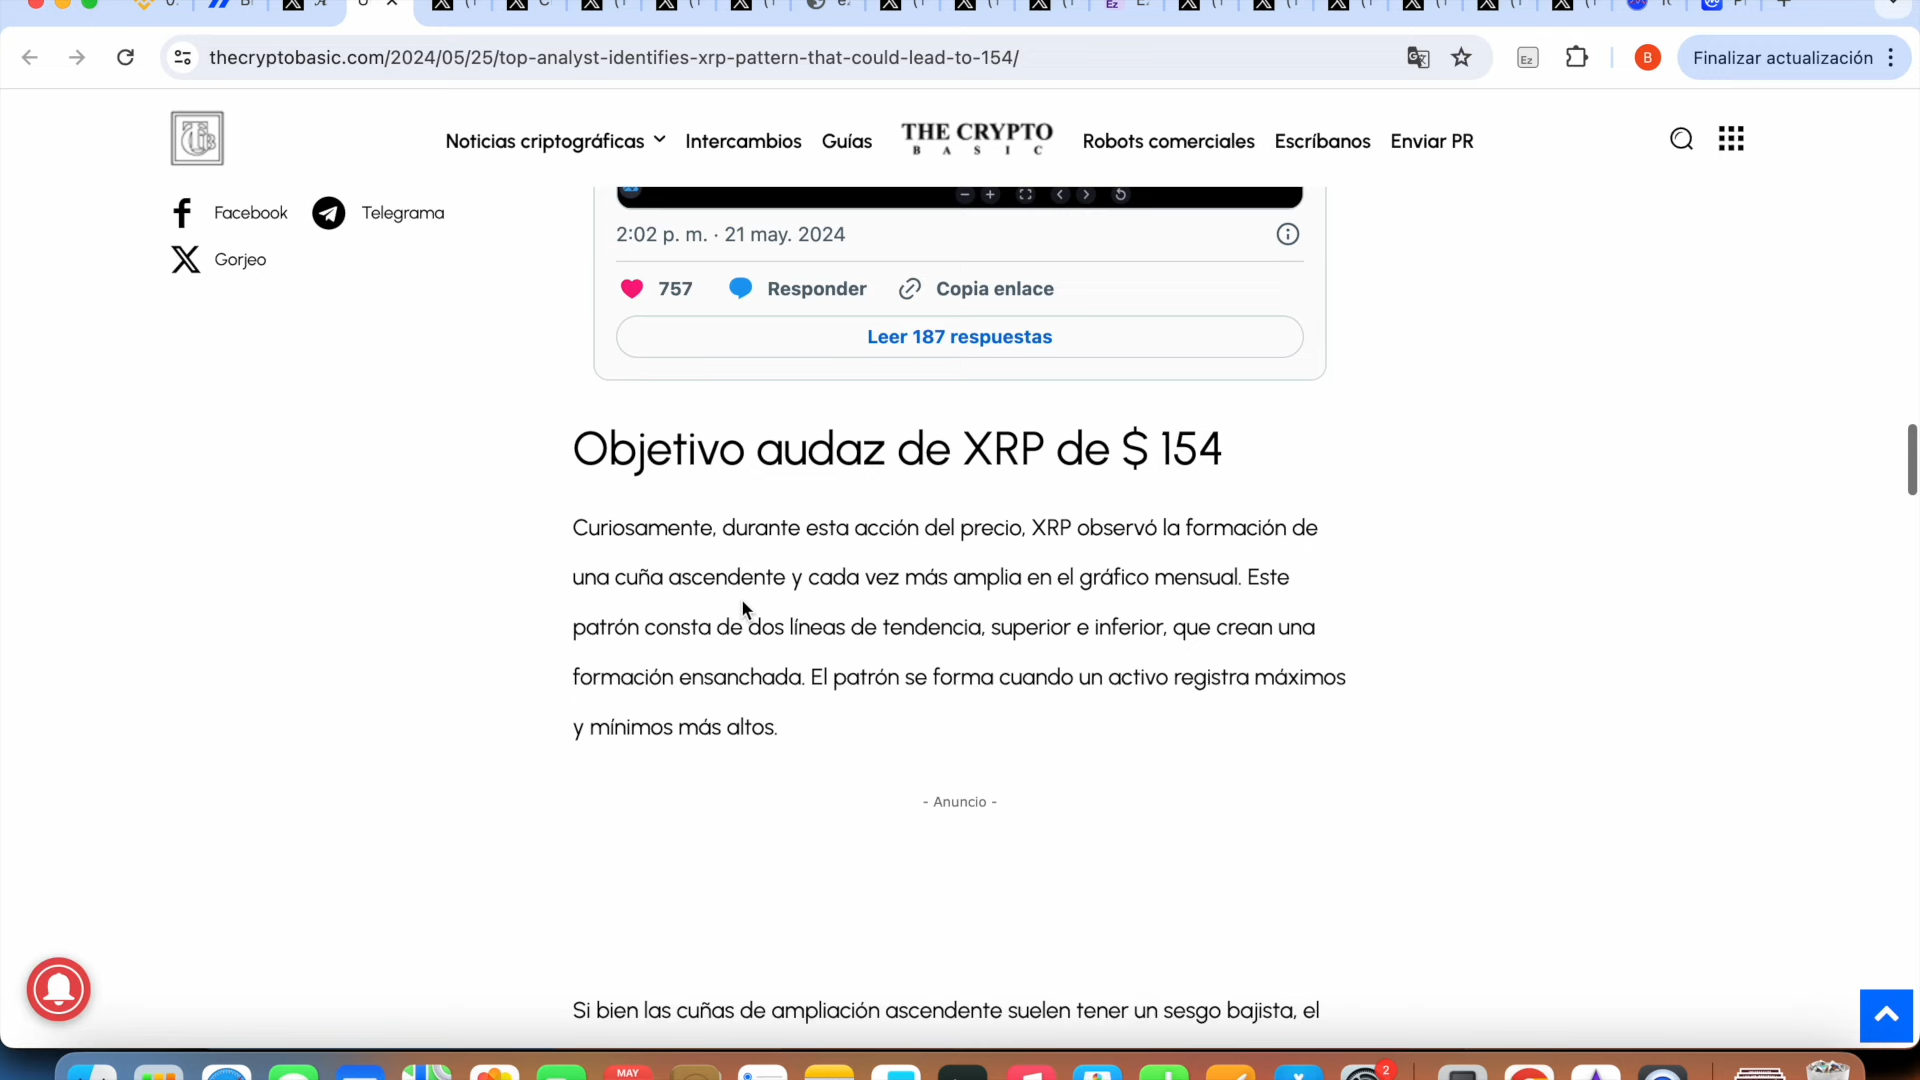 thecryptobasic.com/2024/05/25/top-analyst-identifies-xrp-pattern-that-could-lead-to-154/
Ez
B
Finalizar actualización
Noticias criptográficas
Intercambios
Guías
THE CRYPTO
BASIC
Robots comerciales
Escríbanos
Enviar PR
Facebook
Telegrama
Gorjeo
2:02 p. m. · 21 may. 2024
757
Responder
Copia enlace
Leer 187 respuestas
Objetivo audaz de XRP de $ 154
Curiosamente, durante esta acción del precio, XRP observó la formación de
una cuña ascendente y cada vez más amplia en el gráfico mensual. Este
patrón consta de dos líneas de tendencia, superior e inferior, que crean una
formación ensanchada. El patrón se forma cuando un activo registra máximos
y mínimos más altos.
- Anuncio -
Si bien las cuñas de ampliación ascendente suelen tener un sesgo bajista, el
MAY
2